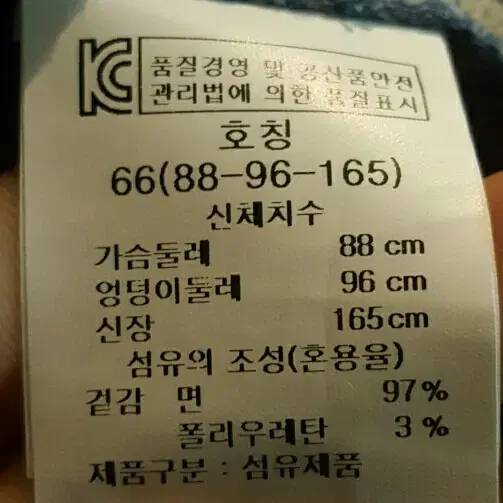 KC
품질경영 및 공산품안전
관리법에 의한 품질표시
호칭
66(88-96-165)
신체치수
가슴둘레 88 cm
엉덩이둘레 96 cm
신장 165cm
섬유의 조성(혼용율)
겉감 면 97%
폴리우레탄 3 %
제품구분 : 섬유제품